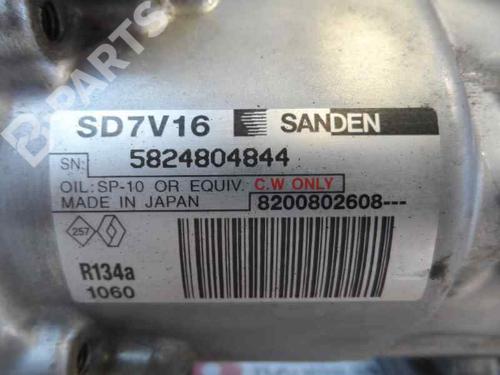 B-PARTS
SD7V16 SANDEN
SN: 5824804844
OIL:SP-10 OR EQUIV. C.W ONLY
MADE IN JAPAN 8200802608---
257
R134a
1060